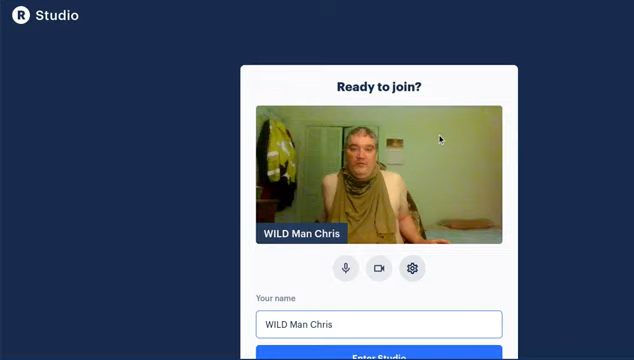 R Studio
Ready to join?
WILD Man Chris
Your name
WILD Man Chris
Enter Studio